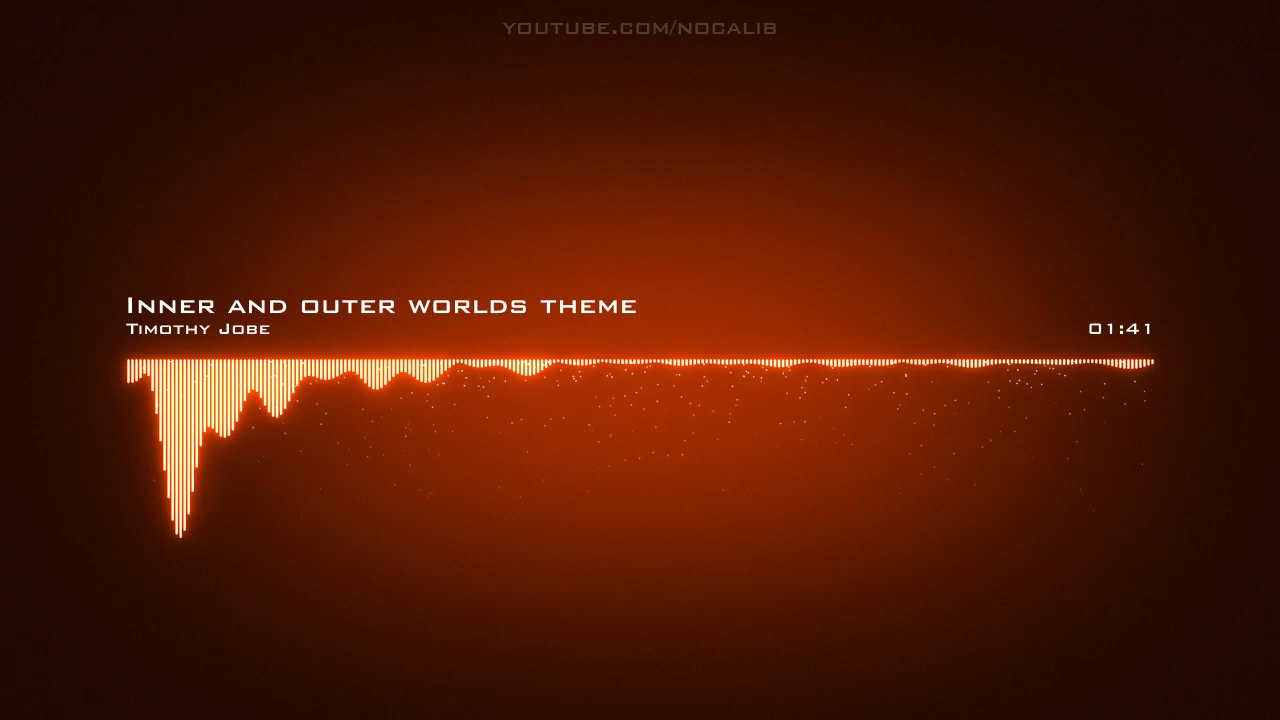 YOUTUBE.COM/NOCALIB
INNER AND OUTER WORLDS THEME
TIMOTHY JOBE
01:41